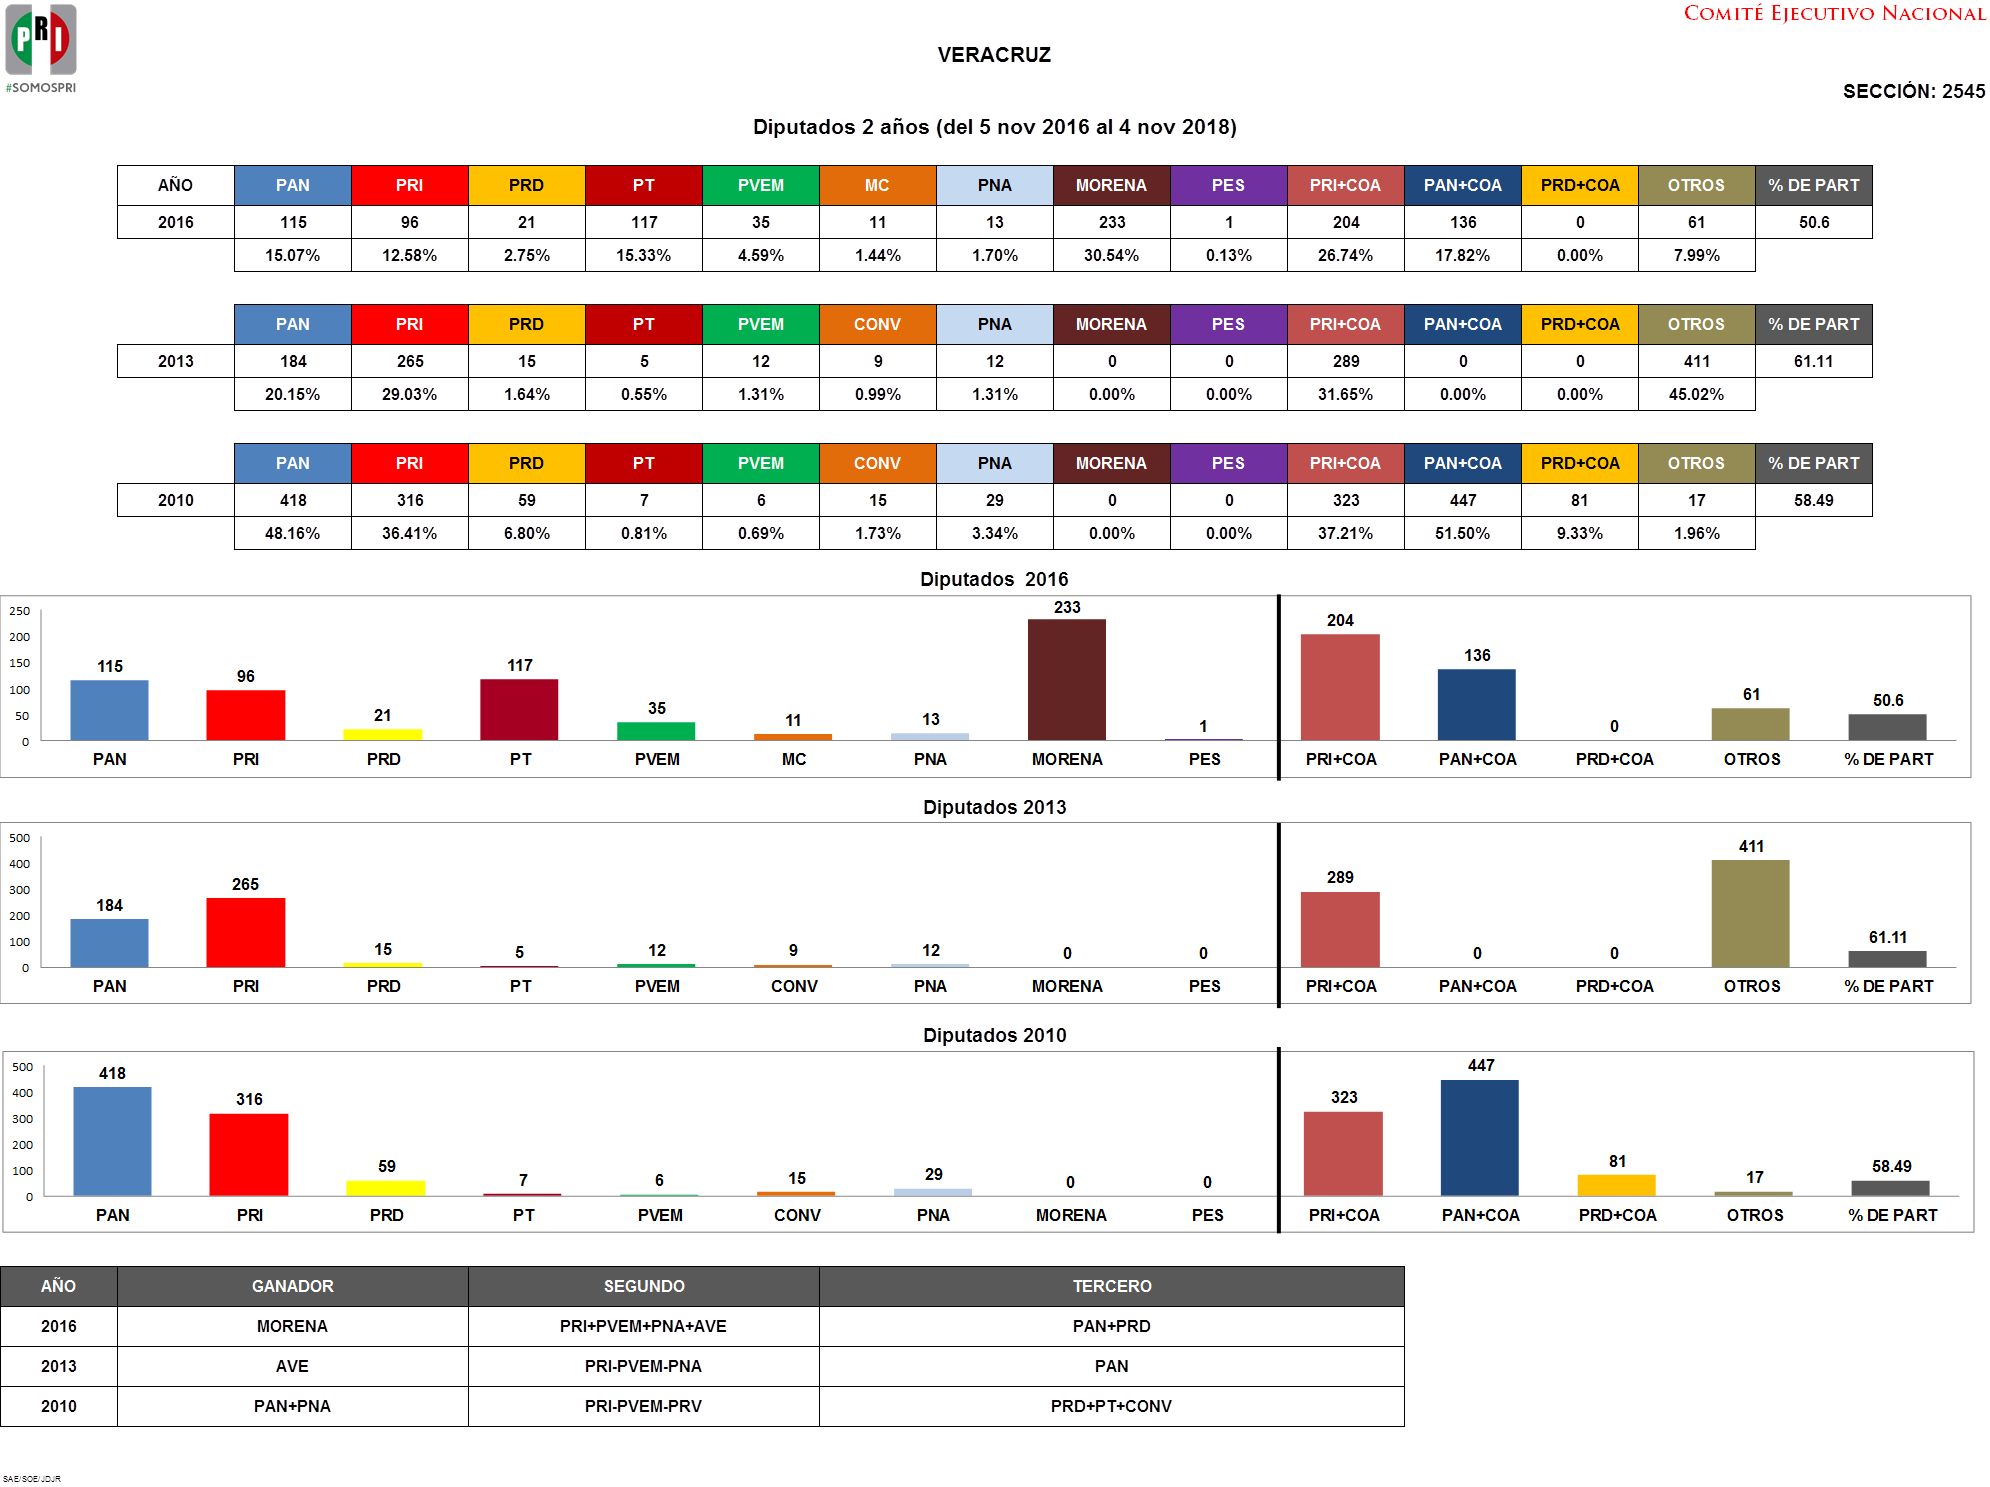 PRI
#SOMOSPRI
COMITÉ EJECUTIVO NACIONAL
VERACRUZ
SECCIÓN: 2545
Diputados 2 años (del 5 nov 2016 al 4 nov 2018)
AÑO PAN PRI PRD PT PVEM MC PNA MORENA PES PRI+COA PAN+COA PRD+COA OTROS % DE PART
2016 115 96 21 117 35 11 13 233 1 204 136 0 61 50.6
15.07% 12.58% 2.75% 15.33% 4.59% 1.44% 1.70% 30.54% 0.13% 26.74% 17.82% 0.00% 7.99%
PAN PRI PRD PT PVEM CONV PNA MORENA PES PRI+COA PAN+COA PRD+COA OTROS % DE PART
2013 184 265 15 5 12 9 12 0 0 289 0 0 411 61.11
20.15% 29.03% 1.64% 0.55% 1.31% 0.99% 1.31% 0.00% 0.00% 31.65% 0.00% 0.00% 45.02%
PAN PRI PRD PT PVEM CONV PNA MORENA PES PRI+COA PAN+COA PRD+COA OTROS % DE PART
2010 418 316 59 7 6 15 29 0 0 323 447 81 17 58.49
48.16% 36.41% 6.80% 0.81% 0.69% 1.73% 3.34% 0.00% 0.00% 37.21% 51.50% 9.33% 1.96%
Diputados 2016
250
200
150
100
50
0
115 96 21 117 35 11 13 233 1 204 136 0 61 50.6
PAN PRI PRD PT PVEM MC PNA MORENA PES PRI+COA PAN+COA PRD+COA OTROS % DE PART
Diputados 2013
500
400
300
200
100
0
184 265 15 5 12 9 12 0 0 289 0 0 411 61.11
PAN PRI PRD PT PVEM CONV PNA MORENA PES PRI+COA PAN+COA PRD+COA OTROS % DE PART
Diputados 2010
500
400
300
200
100
0
418 316 59 7 6 15 29 0 0 323 447 81 17 58.49
PAN PRI PRD PT PVEM CONV PNA MORENA PES PRI+COA PAN+COA PRD+COA OTROS % DE PART
AÑO GANADOR SEGUNDO TERCERO
2016 MORENA PRI+PVEM+PNA+AVE PAN+PRD
2013 AVE PRI-PVEM-PNA PAN
2010 PAN+PNA PRI-PVEM-PRV PRD+PT+CONV
SAE/SOE/JDJR